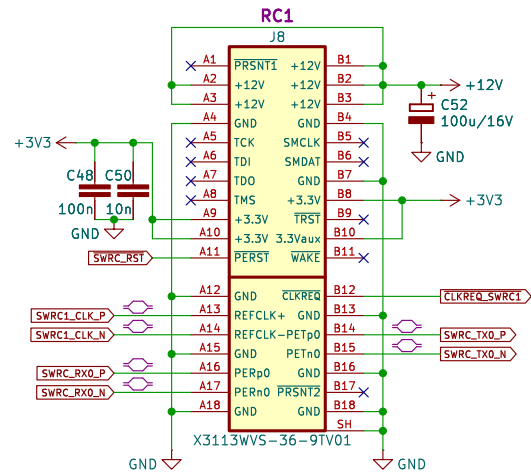 RC1
J8
A1 PRSNT1 +12V B1
A2 +12V +12V B2 +12V
A3 +12V +12V B3 + C52
A4 GND GND B4 100u/16V
A5 TCK SMCLK B5
+3V3
A6 TDI SMDAT B6 GND
C48 C50 A7 TDO GND B7
A8 TMS +3.3V B8 +3V3
100n 10n A9 +3.3V TRST B9
GND A10 +3.3V 3.3Vaux B10
SWRC_RST A11 PERST WAKE B11
A12 GND CLKREQ B12 CLKREQ_SWRC1
SWRC1_CLK_P A13 REFCLK+ GND B13
SWRC1_CLK_N A14 REFCLK- PETp0 B14 SWRC_TX0_P
A15 GND PETn0 B15 SWRC_TX0_N
SWRC_RX0_P A16 PERp0 GND B16
SWRC_RX0_N A17 PERn0 PRSNT2 B17
A18 GND GND B18
SH
X3113WVS-36-9TV01
GND GND